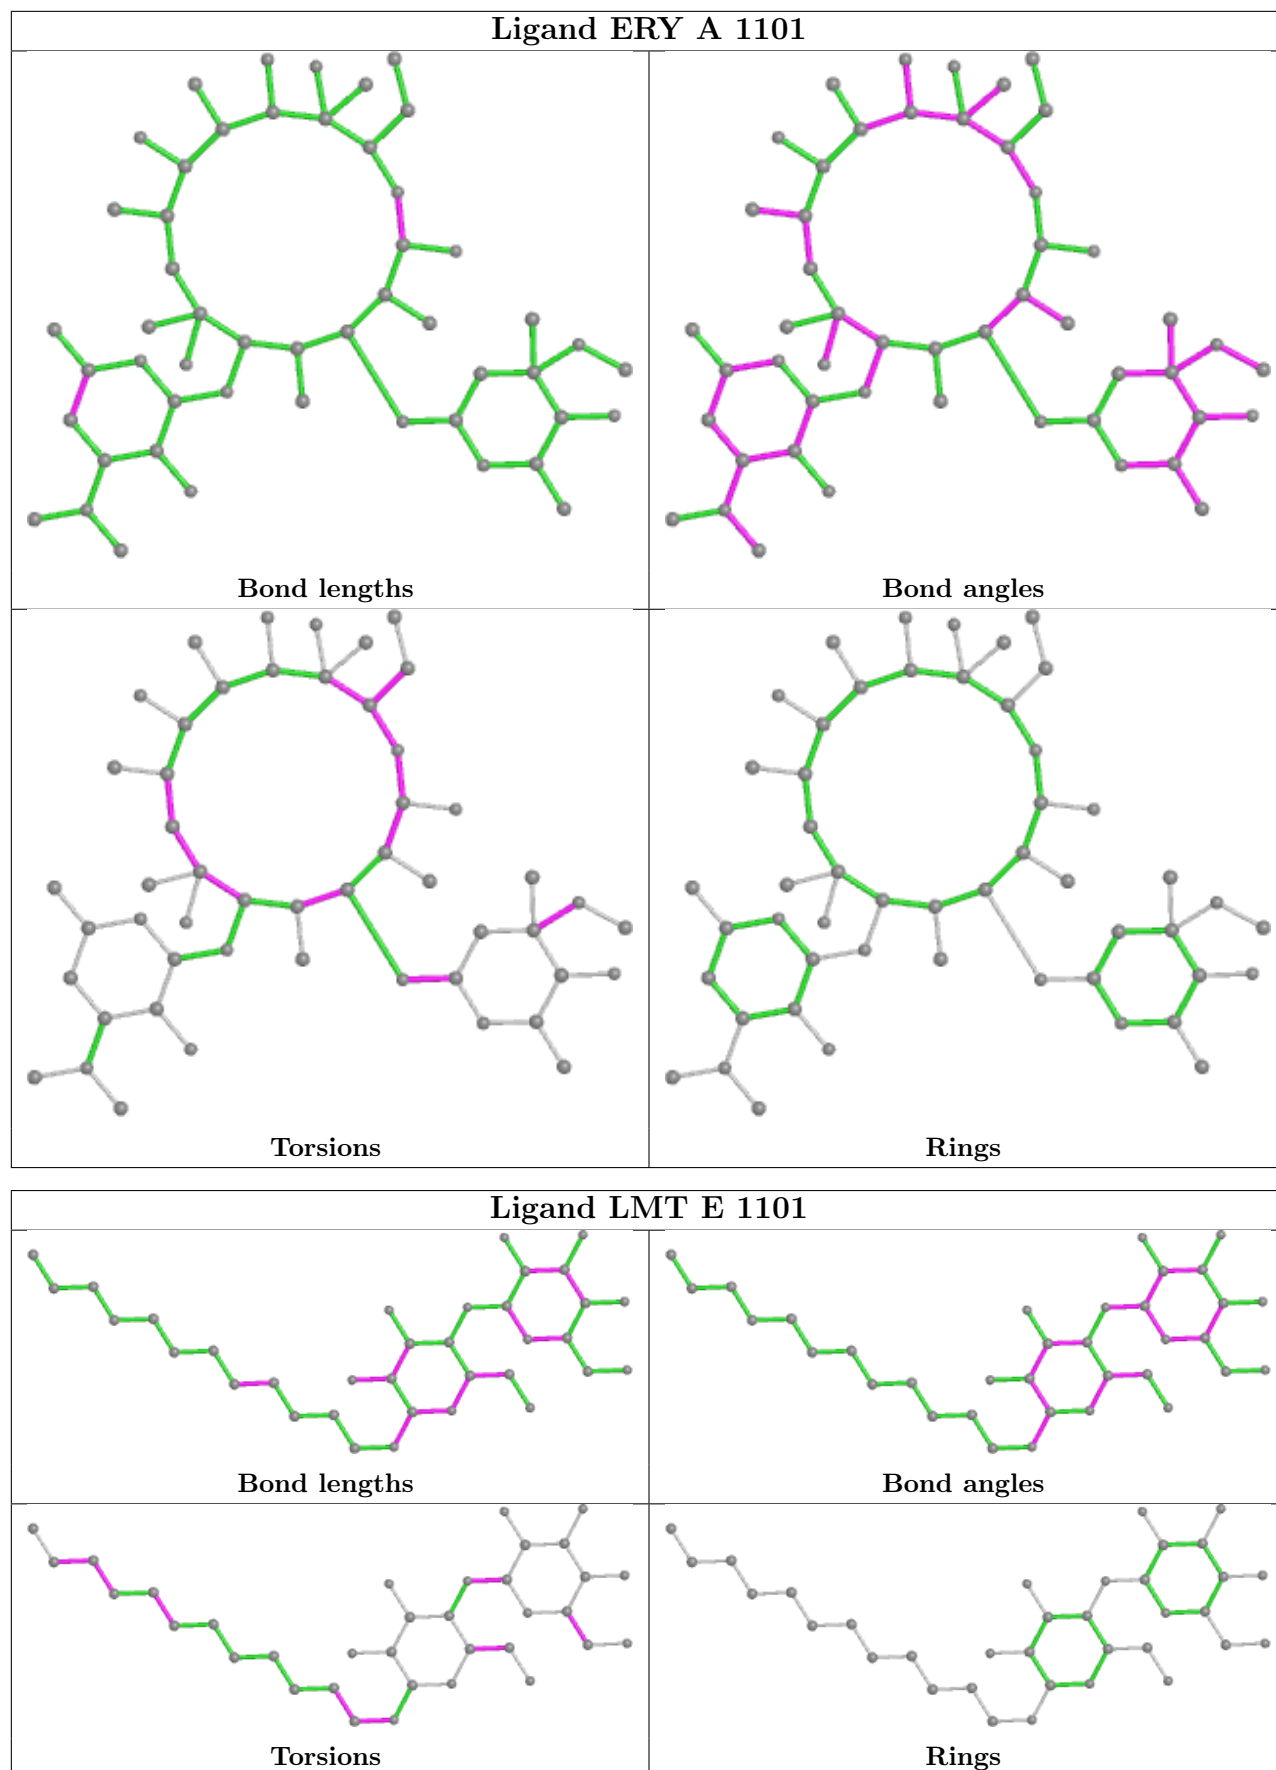 Ligand ERY A 1101
Bond lengths
Bond angles
Torsions
Rings
Ligand LMT E 1101
Bond lengths
Bond angles
Torsions
Rings